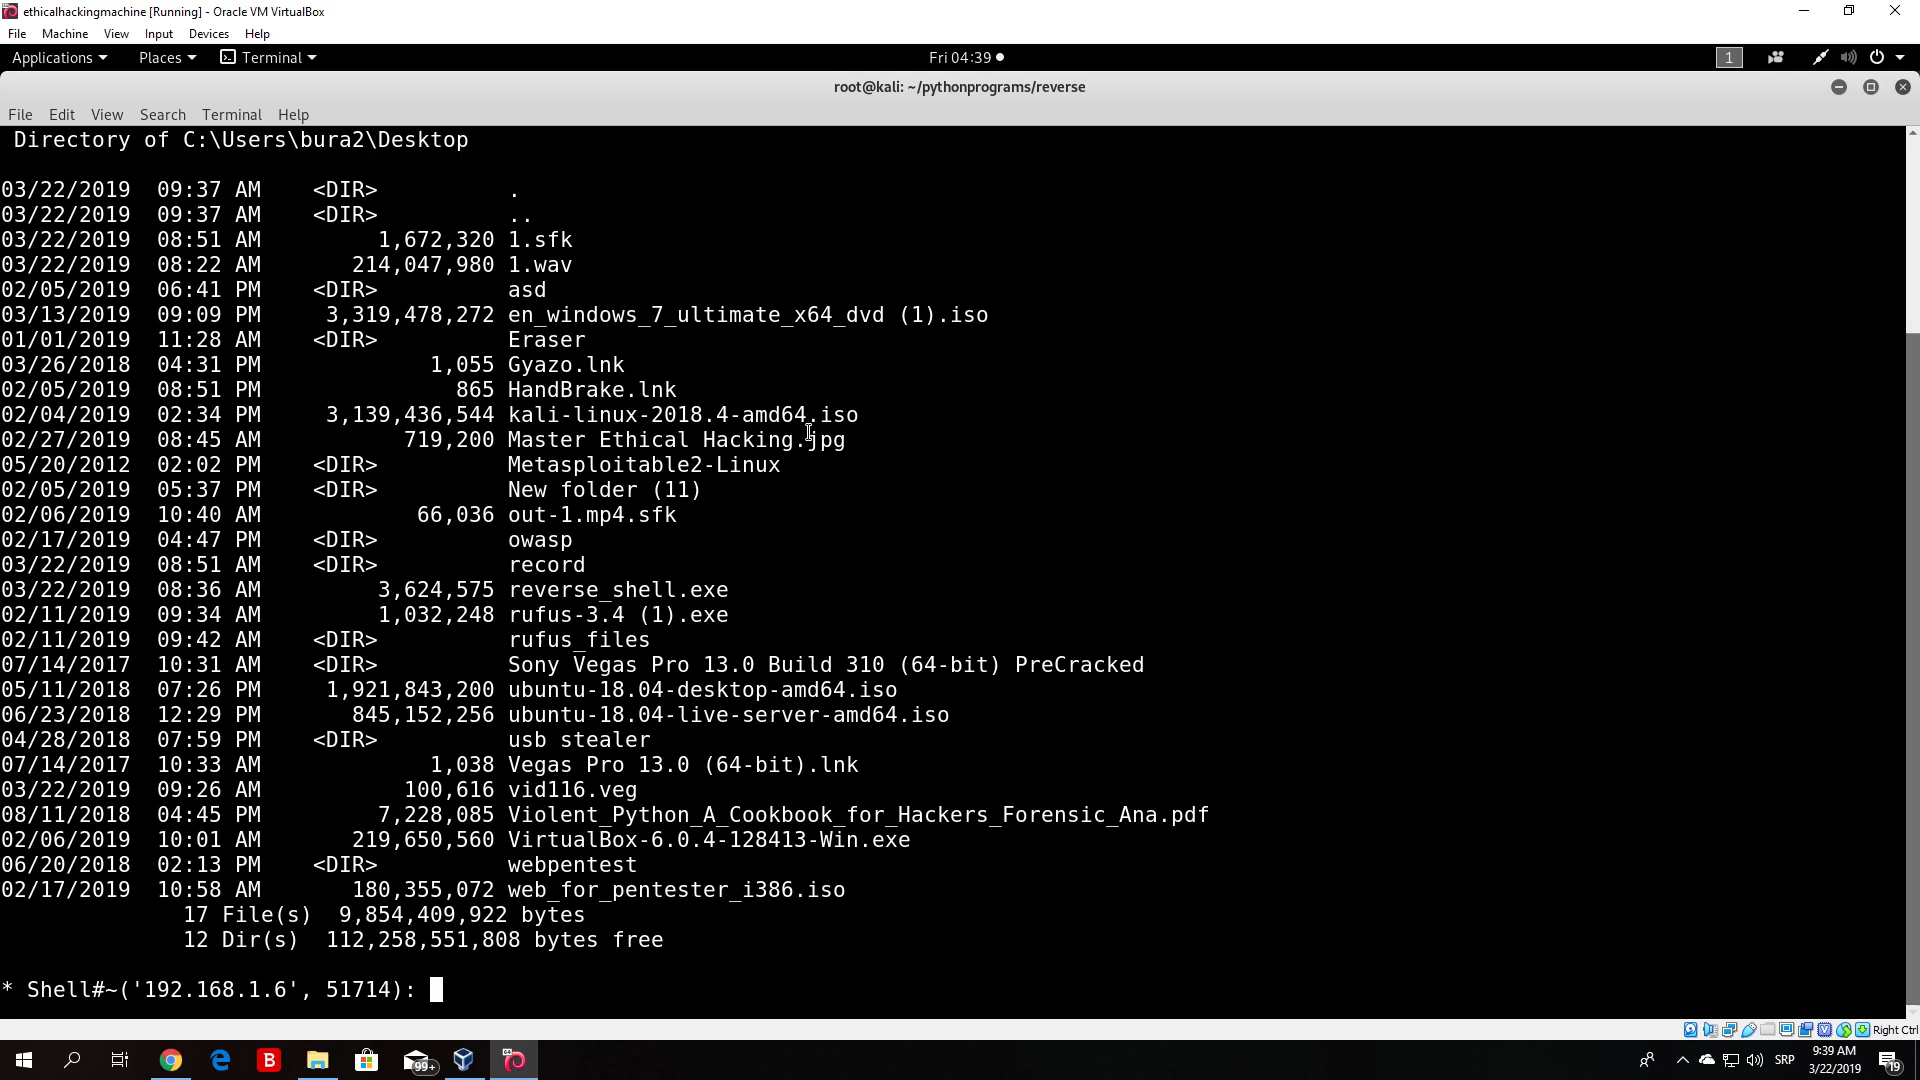 ethicalhackingmachine [Running] - Oracle VM VirtualBox
File Machine View Input Devices Help
Applications Places Terminal Fri 04:39 1
root@kali: ~/pythonprograms/reverse
File Edit View Search Terminal Help
Directory of C:\Users\bura2\Desktop
03/22/2019 09:37 AM <DIR> .
03/22/2019 09:37 AM <DIR> ..
03/22/2019 08:51 AM 1,672,320 1.sfk
03/22/2019 08:22 AM 214,047,980 1.wav
02/05/2019 06:41 PM <DIR> asd
03/13/2019 09:09 PM 3,319,478,272 en_windows_7_ultimate_x64_dvd (1).iso
01/01/2019 11:28 AM <DIR> Eraser
03/26/2018 04:31 PM 1,055 Gyazo.lnk
02/05/2019 08:51 PM 865 HandBrake.lnk
02/04/2019 02:34 PM 3,139,436,544 kali-linux-2018.4-amd64.iso
02/27/2019 08:45 AM 719,200 Master Ethical Hacking.jpg
05/20/2012 02:02 PM <DIR> Metasploitable2-Linux
02/05/2019 05:37 PM <DIR> New folder (11)
02/06/2019 10:40 AM 66,036 out-1.mp4.sfk
02/17/2019 04:47 PM <DIR> owasp
03/22/2019 08:51 AM <DIR> record
03/22/2019 08:36 AM 3,624,575 reverse_shell.exe
02/11/2019 09:34 AM 1,032,248 rufus-3.4 (1).exe
02/11/2019 09:42 AM <DIR> rufus_files
07/14/2017 10:31 AM <DIR> Sony Vegas Pro 13.0 Build 310 (64-bit) PreCracked
05/11/2018 07:26 PM 1,921,843,200 ubuntu-18.04-desktop-amd64.iso
06/23/2018 12:29 PM 845,152,256 ubuntu-18.04-live-server-amd64.iso
04/28/2018 07:59 PM <DIR> usb stealer
07/14/2017 10:33 AM 1,038 Vegas Pro 13.0 (64-bit).lnk
03/22/2019 09:26 AM 100,616 vid116.veg
08/11/2018 04:45 PM 7,228,085 Violent_Python_A_Cookbook_for_Hackers_Forensic_Ana.pdf
02/06/2019 10:01 AM 219,650,560 VirtualBox-6.0.4-128413-Win.exe
06/20/2018 02:13 PM <DIR> webpentest
02/17/2019 10:58 AM 180,355,072 web_for_pentester_i386.iso
17 File(s) 9,854,409,922 bytes
12 Dir(s) 112,258,551,808 bytes free
* Shell#~('192.168.1.6', 51714):
Right Ctrl
B 99+ SRP 9:39 AM
3/22/2019 19